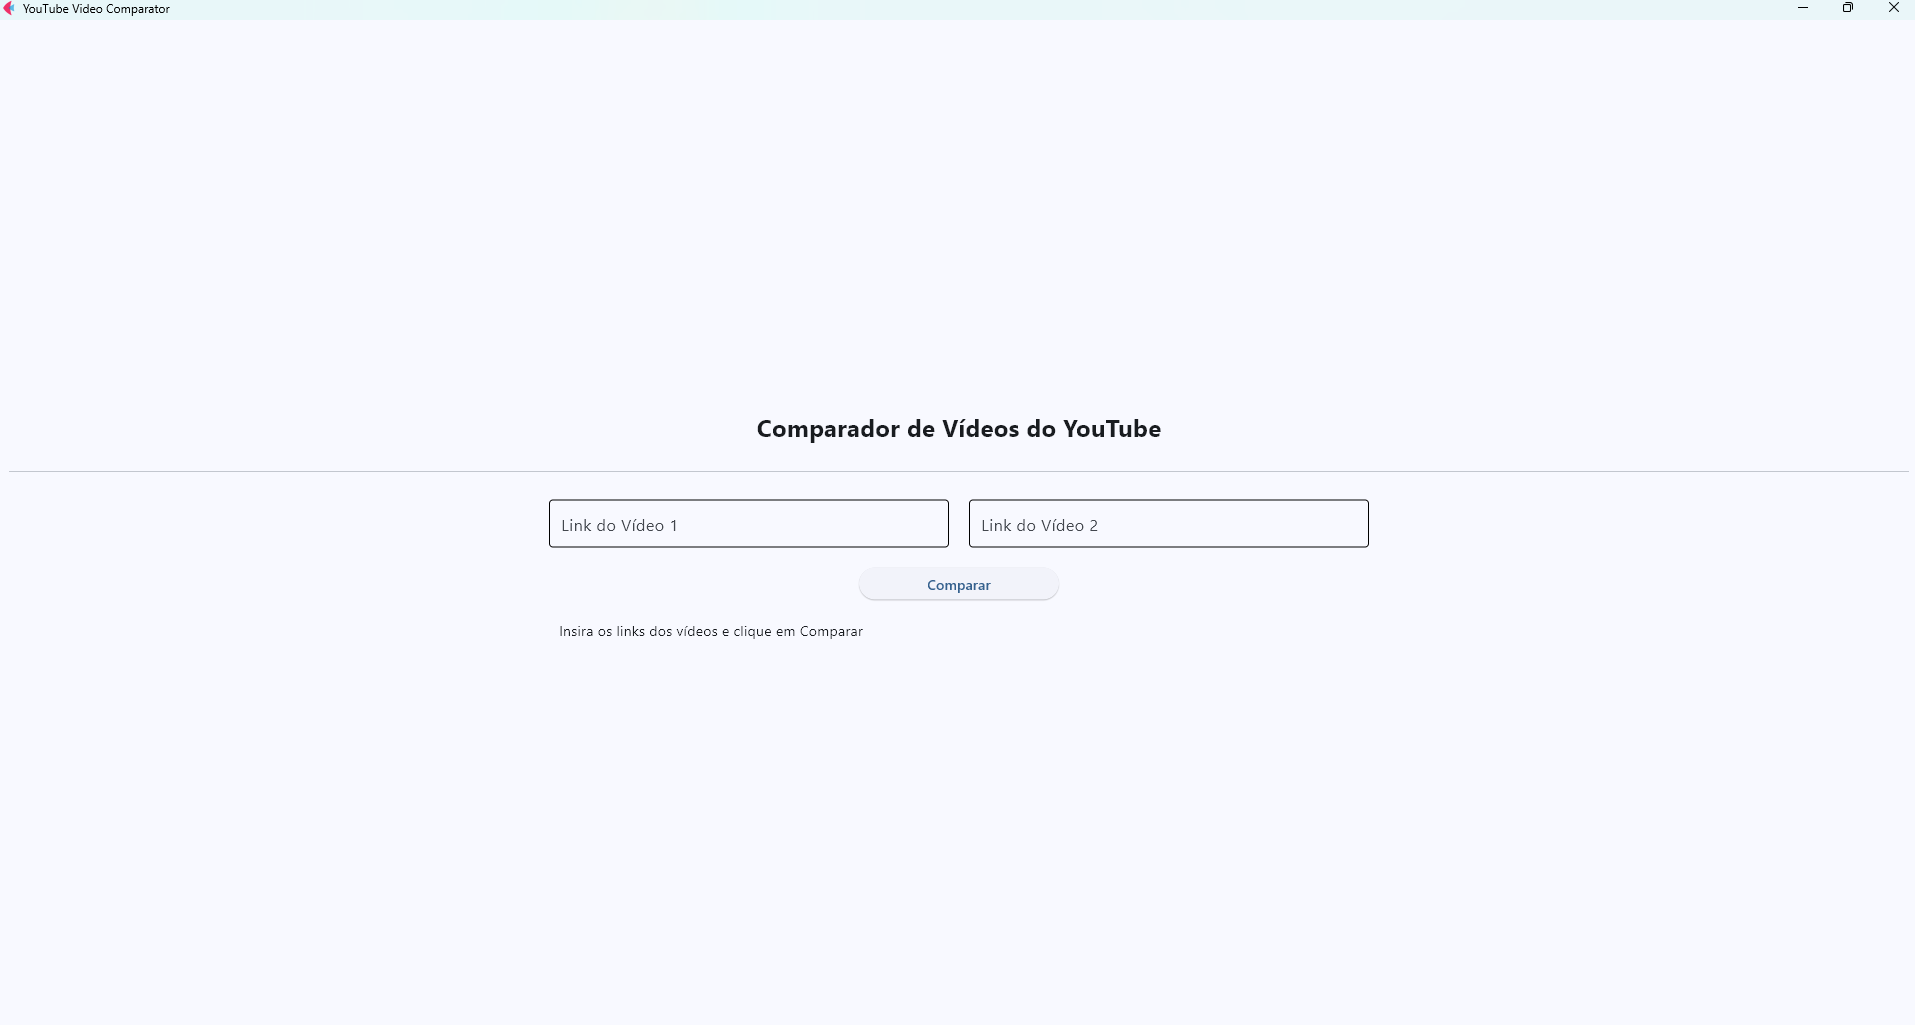 YouTube Video Comparator
Comparador de Vídeos do YouTube
Link do Vídeo 1
Link do Vídeo 2
Comparar
Insira os links dos vídeos e clique em Comparar